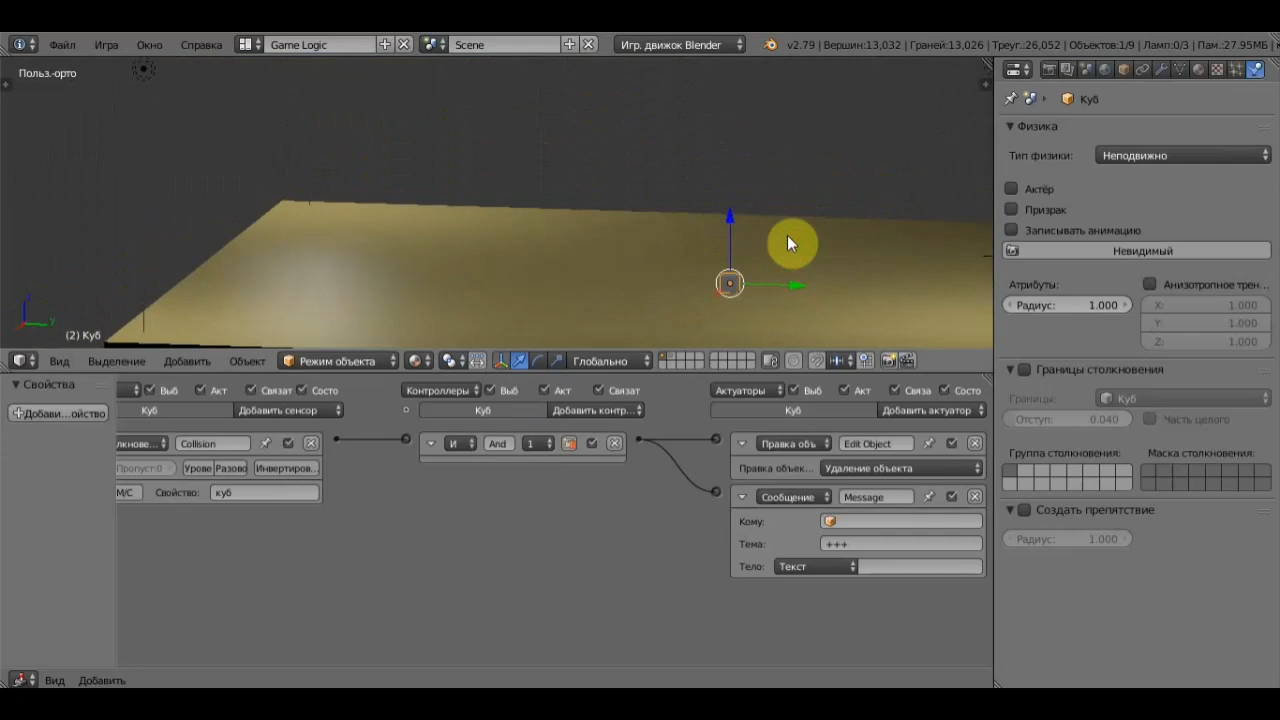 Файл Игра Окно Справка Game Logic Scene Игр. движок Blender v2.79 | Вершин:13,032 | Граней:13,026 | Треуг.:26,052 | Объектов:1/9 | Ламп:0/3 | Пам.:27.95МБ |
Польз.-орто
Куб
Физика
Тип физики: Неподвижно
Актёр
Призрак
Записывать анимацию
Невидимый
Атрибуты: Анизотропное трен...
Радиус: 1.000 X: 1.000
Y: 1.000
Z: 1.000
(2) Куб
Вид Выделение Добавить Объект Режим объекта Глобально
Границы столкновения
Границы: Куб
Отступ: 0.040 Часть целого
Группа столкновения: Маска столкновения:
Создать препятствие
Радиус: 1.000
Свойства
Добави...ойство
Выб Акт Связат Состо Контроллеры Выб Акт Связат Актуаторы Выб Акт Связа Состо
Куб Добавить сенсор Куб Добавить контр... Куб Добавить актуатор
лкнове... Collision И And 1 Правка объ Edit Object
Пропуст:0 Урове Разово Инвертиров... Правка объек... Удаление объекта
М/С Свойство: куб Сообщение Message
Кому:
Тема: +++
Тело: Текст
Вид Добавить